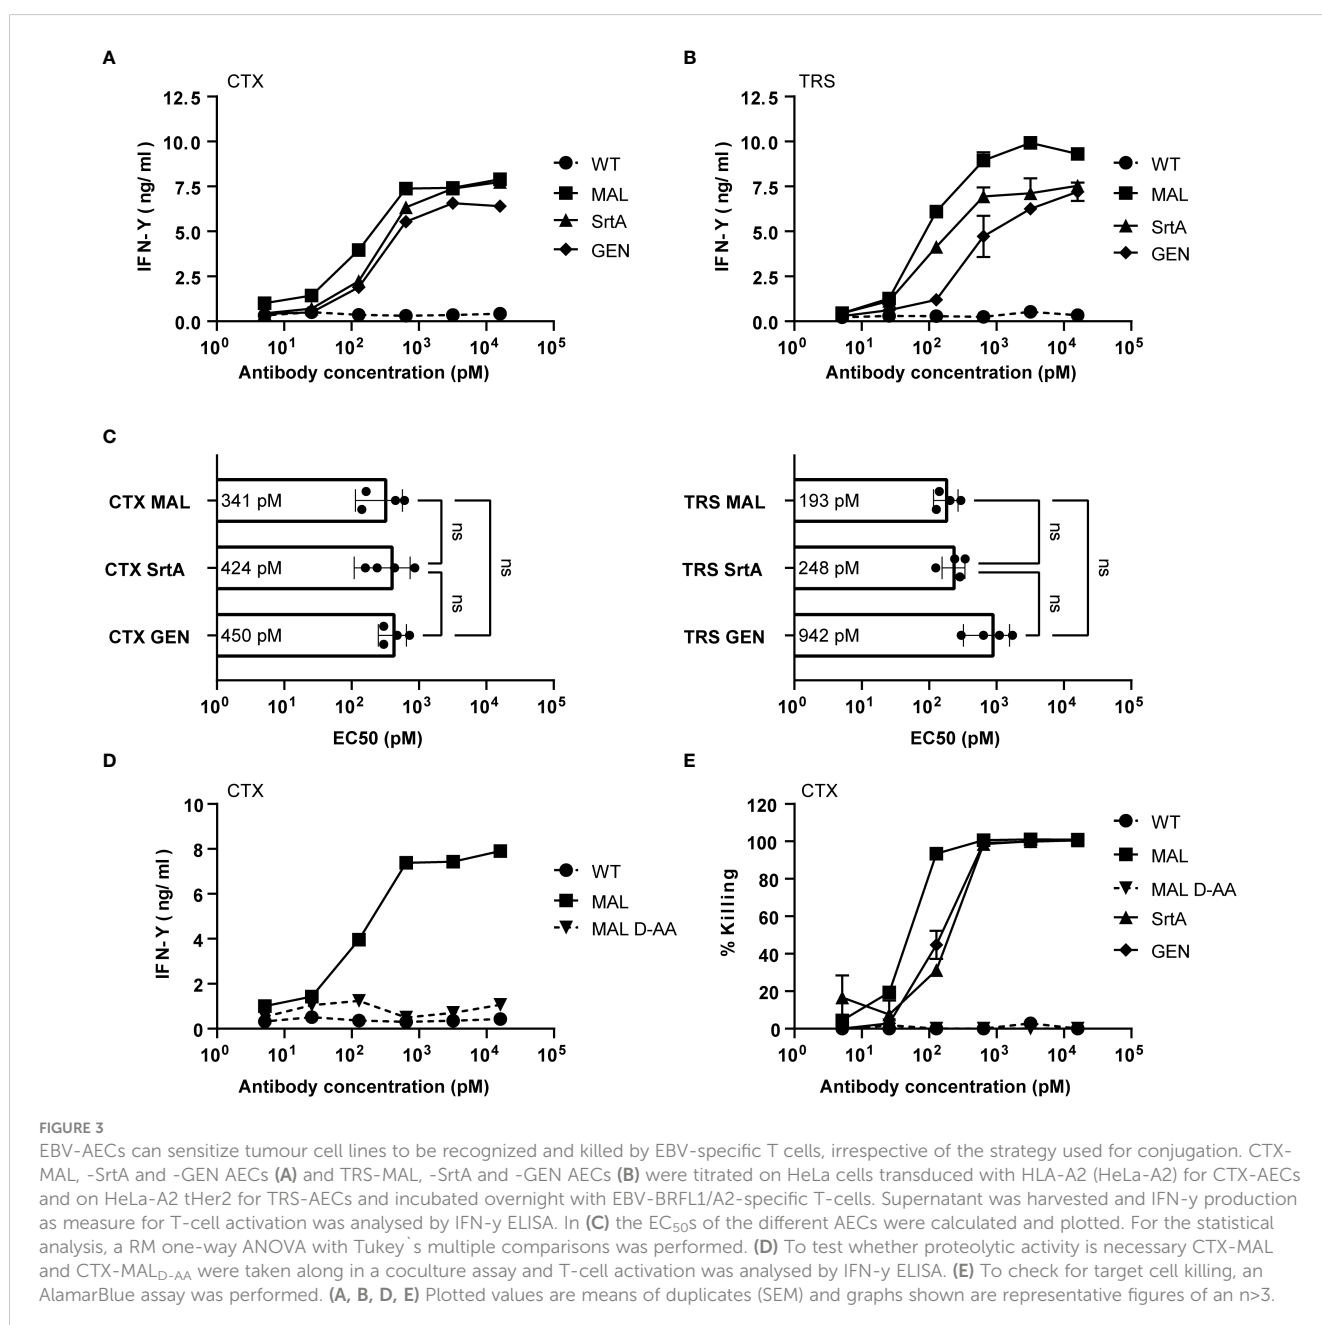 A
CTX
12.5
10.0
7.5
5.0
2.5
0.0
IFN-Y ( ng/ ml )
10^0 10^1 10^2 10^3 10^4 10^5
Antibody concentration (pM)
WT
MAL
SrtA
GEN
B
TRS
12.5
10.0
7.5
5.0
2.5
0.0
IFN-Y ( ng/ ml )
10^0 10^1 10^2 10^3 10^4 10^5
Antibody concentration (pM)
WT
MAL
SrtA
GEN
C
CTX MAL 341 pM
CTX SrtA 424 pM
CTX GEN 450 pM
ns
ns
ns
10^0 10^1 10^2 10^3 10^4 10^5
EC50 (pM)
TRS MAL 193 pM
TRS SrtA 248 pM
TRS GEN 942 pM
ns
ns
ns
10^0 10^1 10^2 10^3 10^4 10^5
EC50 (pM)
D
CTX
10
8
6
4
2
0
IFN-Y ( ng/ ml )
10^0 10^1 10^2 10^3 10^4 10^5
Antibody concentration (pM)
WT
MAL
MAL D-AA
E
CTX
120
100
80
60
40
20
0
% Killing
10^0 10^1 10^2 10^3 10^4 10^5
Antibody concentration (pM)
WT
MAL
MAL D-AA
SrtA
GEN
FIGURE 3
EBV-AECs can sensitize tumour cell lines to be recognized and killed by EBV-specific T cells, irrespective of the strategy used for conjugation. CTX-
MAL, -SrtA and -GEN AECs (A) and TRS-MAL, -SrtA and -GEN AECs (B) were titrated on HeLa cells transduced with HLA-A2 (HeLa-A2) for CTX-AECs
and on HeLa-A2 tHer2 for TRS-AECs and incubated overnight with EBV-BRFL1/A2-specific T-cells. Supernatant was harvested and IFN-y production
as measure for T-cell activation was analysed by IFN-y ELISA. In (C) the EC50s of the different AECs were calculated and plotted. For the statistical
analysis, a RM one-way ANOVA with Tukey`s multiple comparisons was performed. (D) To test whether proteolytic activity is necessary CTX-MAL
and CTX-MALD-AA were taken along in a coculture assay and T-cell activation was analysed by IFN-y ELISA. (E) To check for target cell killing, an
AlamarBlue assay was performed. (A, B, D, E) Plotted values are means of duplicates (SEM) and graphs shown are representative figures of an n>3.